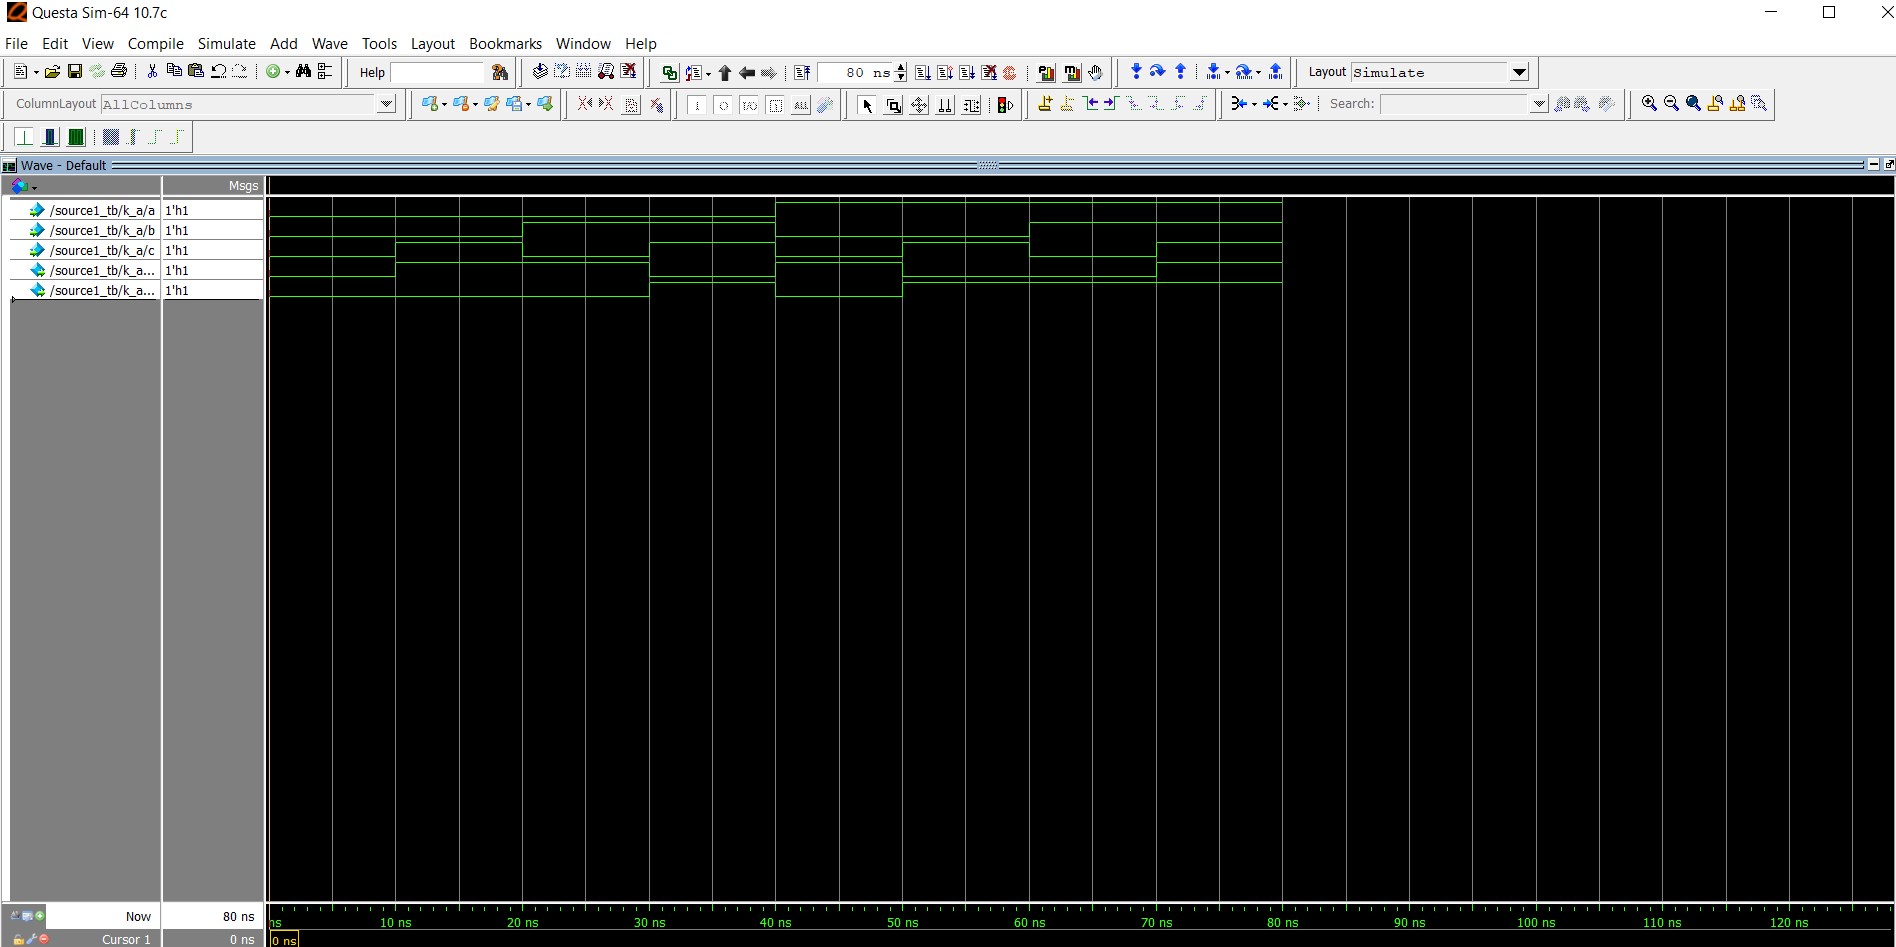 Questa Sim-64 10.7c
File Edit View Compile Simulate Add Wave Tools Layout Bookmarks Window Help
Help 80 ns Layout Simulate
ColumnLayout AllColumns Search:
Wave - Default
Msgs
/source1_tb/k_a/a 1'h1
/source1_tb/k_a/b 1'h1
/source1_tb/k_a/c 1'h1
/source1_tb/k_a... 1'h1
/source1_tb/k_a... 1'h1
Now 80 ns ns 10 ns 20 ns 30 ns 40 ns 50 ns 60 ns 70 ns 80 ns 90 ns 100 ns 110 ns 120 ns
Cursor 1 0 ns 0 ns